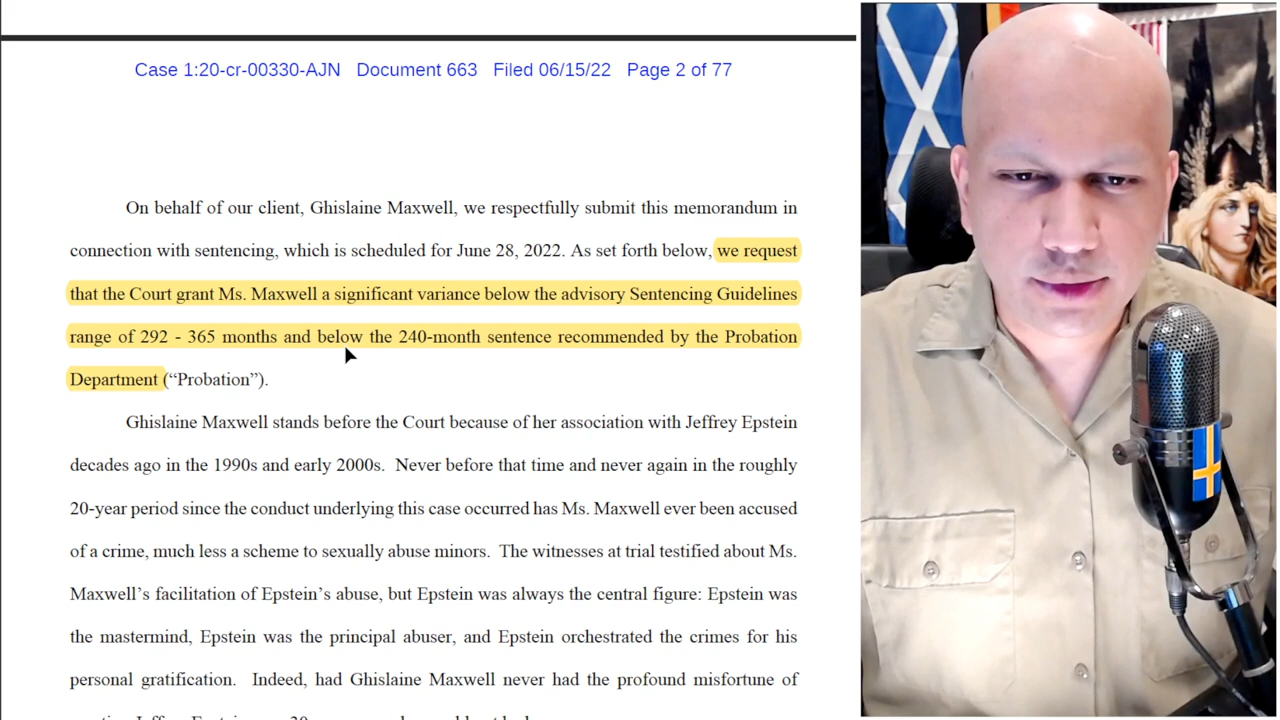 Case 1:20-cr-00330-AJN Document 663 Filed 06/15/22 Page 2 of 77
On behalf of our client, Ghislaine Maxwell, we respectfully submit this memorandum in
connection with sentencing, which is scheduled for June 28, 2022. As set forth below, we request
that the Court grant Ms. Maxwell a significant variance below the advisory Sentencing Guidelines
range of 292 - 365 months and below the 240-month sentence recommended by the Probation
Department (“Probation”).
Ghislaine Maxwell stands before the Court because of her association with Jeffrey Epstein
decades ago in the 1990s and early 2000s. Never before that time and never again in the roughly
20-year period since the conduct underlying this case occurred has Ms. Maxwell ever been accused
of a crime, much less a scheme to sexually abuse minors. The witnesses at trial testified about Ms.
Maxwell’s facilitation of Epstein’s abuse, but Epstein was always the central figure: Epstein was
the mastermind, Epstein was the principal abuser, and Epstein orchestrated the crimes for his
personal gratification. Indeed, had Ghislaine Maxwell never had the profound misfortune of